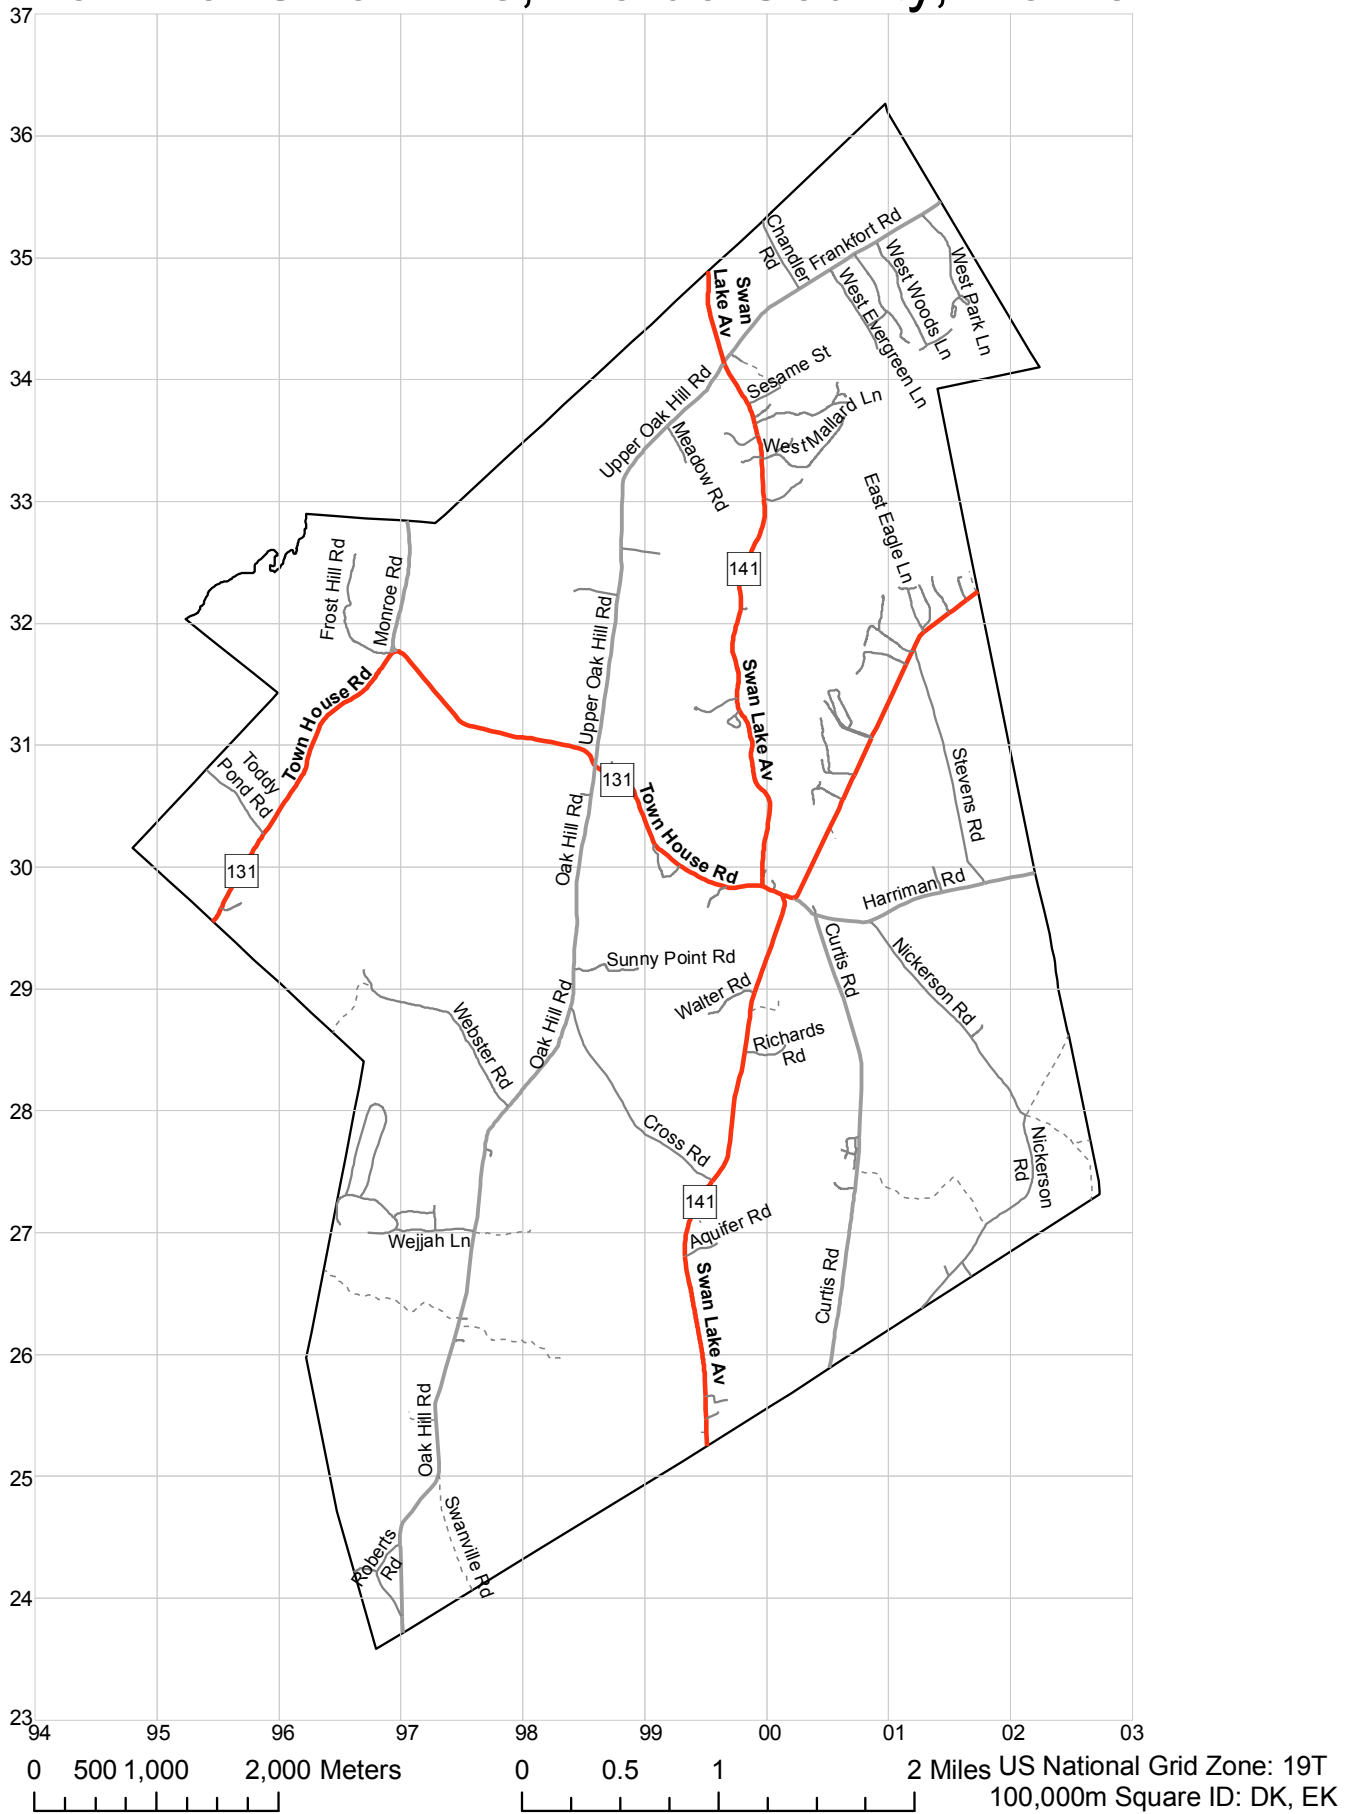 37
36
35
34
33
32
31
30
29
28
27
26
25
24
23
94
95
96
97
98
99
00
01
02
03
Chandler
Rd
Frankfort Rd
West Park Ln
West Woods Ln
West Evergreen Ln
Swan
Lake Av
Sesame St
Upper Oak Hill Rd
Meadow Rd
West Mallard Ln
East Eagle Ln
141
Frost Hill Rd
Monroe Rd
Upper Oak Hill Rd
Town House Rd
Swan Lake Av
Toddy
Pond Rd
131
Stevens Rd
Town House Rd
Oak Hill Rd
131
Harriman Rd
Curtis Rd
Nickerson Rd
Sunny Point Rd
Walter Rd
Webster Rd
Oak Hill Rd
Richards
Rd
Cross Rd
Nickerson
Rd
141
Aquifer Rd
Wejjah Ln
Swan Lake Av
Curtis Rd
Oak Hill Rd
Swanville Rd
Roberts
Rd
0 500 1,000 2,000 Meters
0 0.5 1 2 Miles
US National Grid Zone: 19T
100,000m Square ID: DK, EK